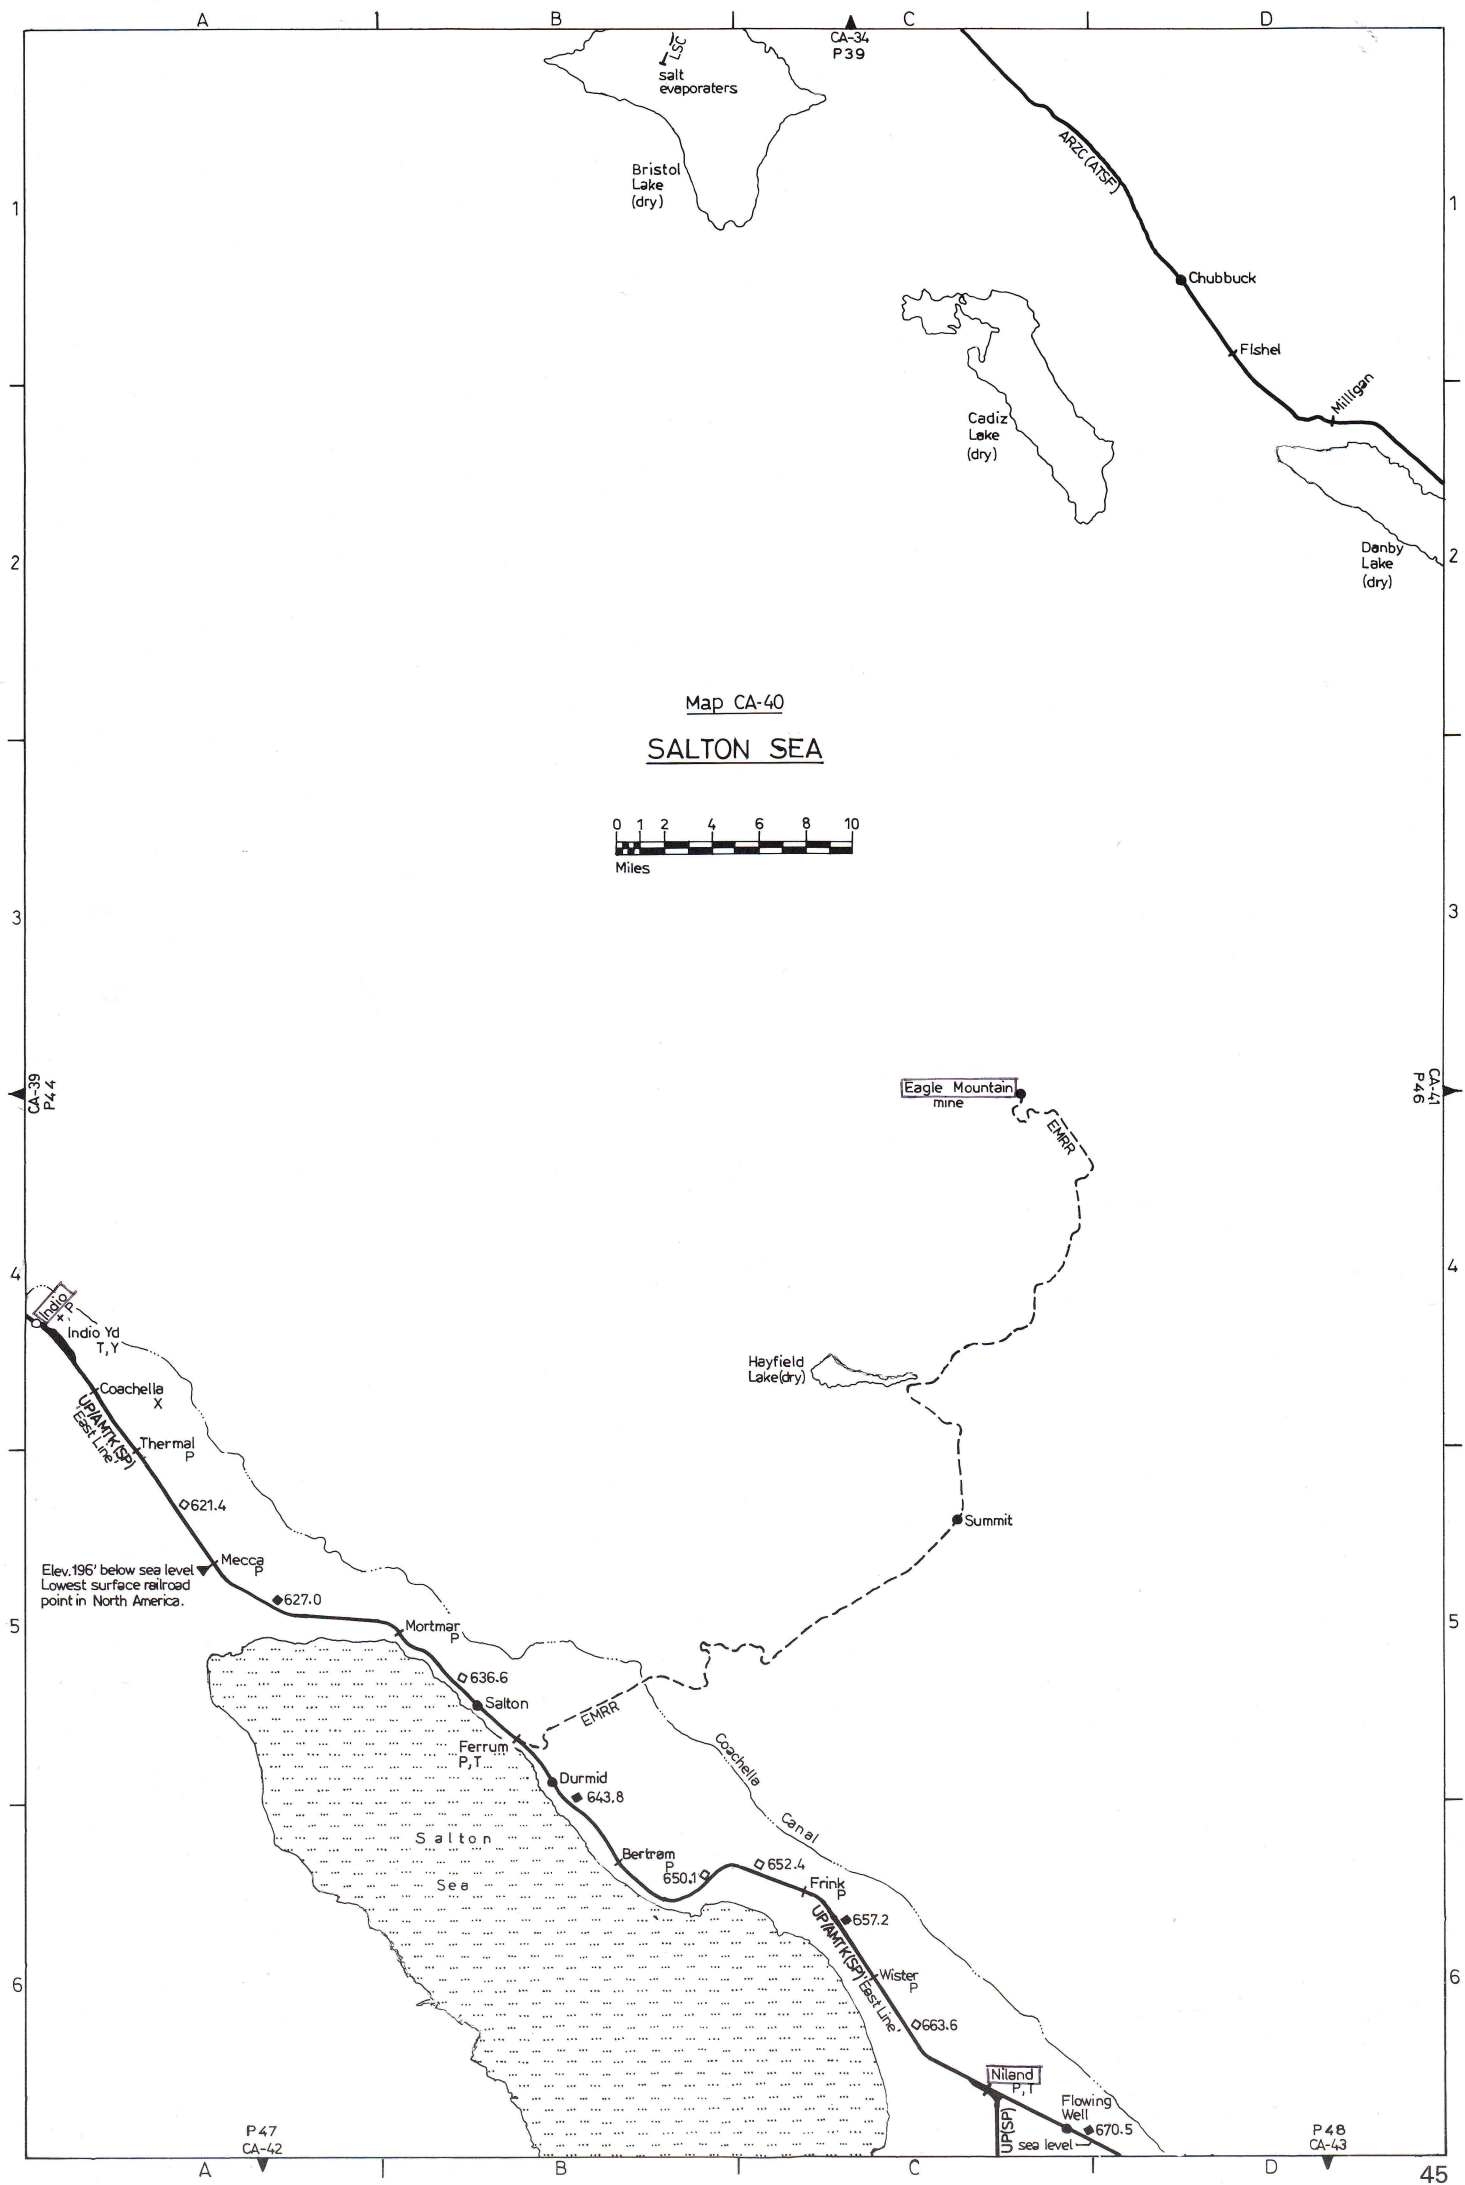 A B C D
CA-34
P39
LSC
salt
evaporaters
ARZC(ATSF)
Bristol
Lake
(dry)
1 1
Chubbuck
Fishel
Milligan
Cadiz
Lake
(dry)
Danby
Lake
(dry)
2 2
Map CA-40
SALTON SEA
0 1 2 4 6 8 10
Miles
3 3
CA-39
P44
CA-41
P46
Eagle Mountain
mine
EMRR
4 4
Indio
+ P
Indio Yd
T,Y
Hayfield
Lake(dry)
Coachella
X
UP/AMTK(SP)
'East Line'
Thermal
P
621.4
Summit
Mecca
P
Elev.196' below sea level
Lowest surface railroad
point in North America.
627.0
5 5
Mortmar
P
636.6
Salton
EMRR
Ferrum
P,T
Coachella
Canal
Durmid
643.8
Salton
Sea
Bertram
P
650.1
652.4
Frink
P
657.2
UP/AMTK(SP)'East Line'
Wister
P
6 6
663.6
Niland
P,T
Flowing
Well
670.5
UP(SP)
sea level
P47
CA-42
P48
CA-43
A B C D
45